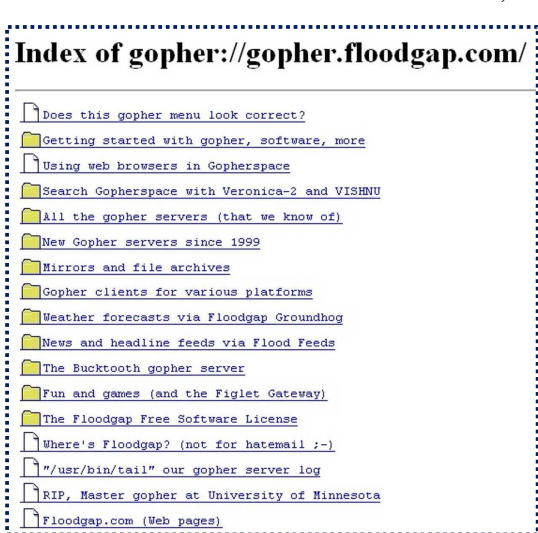 Index of gopher://gopher.floodgap.com/
Does this gopher menu look correct?
Getting started with gopher, software, more
Using web browsers in Gopherspace
Search Gopherspace with Veronica-2 and VISHNU
All the gopher servers (that we know of)
New Gopher servers since 1999
Mirrors and file archives
Gopher clients for various platforms
Weather forecasts via Floodgap Groundhog
News and headline feeds via Flood Feeds
The Bucktooth gopher server
Fun and games (and the Figlet Gateway)
The Floodgap Free Software License
Where's Floodgap? (not for hatemail ;-)
"/usr/bin/tail" our gopher server log
RIP, Master gopher at University of Minnesota
Floodgap.com (Web pages)